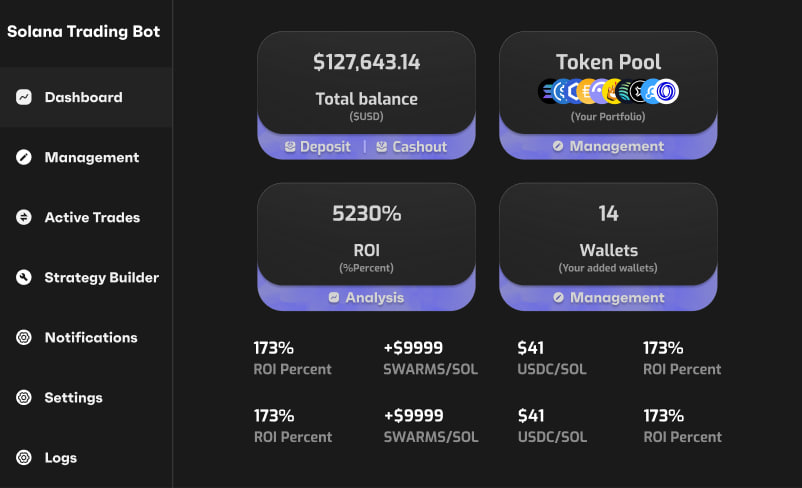 Solana Trading Bot
Dashboard
Management
Active Trades
Strategy Builder
Notifications
Settings
Logs
$127,643.14
Total balance
($USD)
Deposit | Cashout
Token Pool
(Your Portfolio)
Management
5230%
ROI
(%Percent)
Analysis
14
Wallets
(Your added wallets)
Management
173% +$9999 $41 173%
ROI Percent SWARMS/SOL USDC/SOL ROI Percent
173% +$9999 $41 173%
ROI Percent SWARMS/SOL USDC/SOL ROI Percent